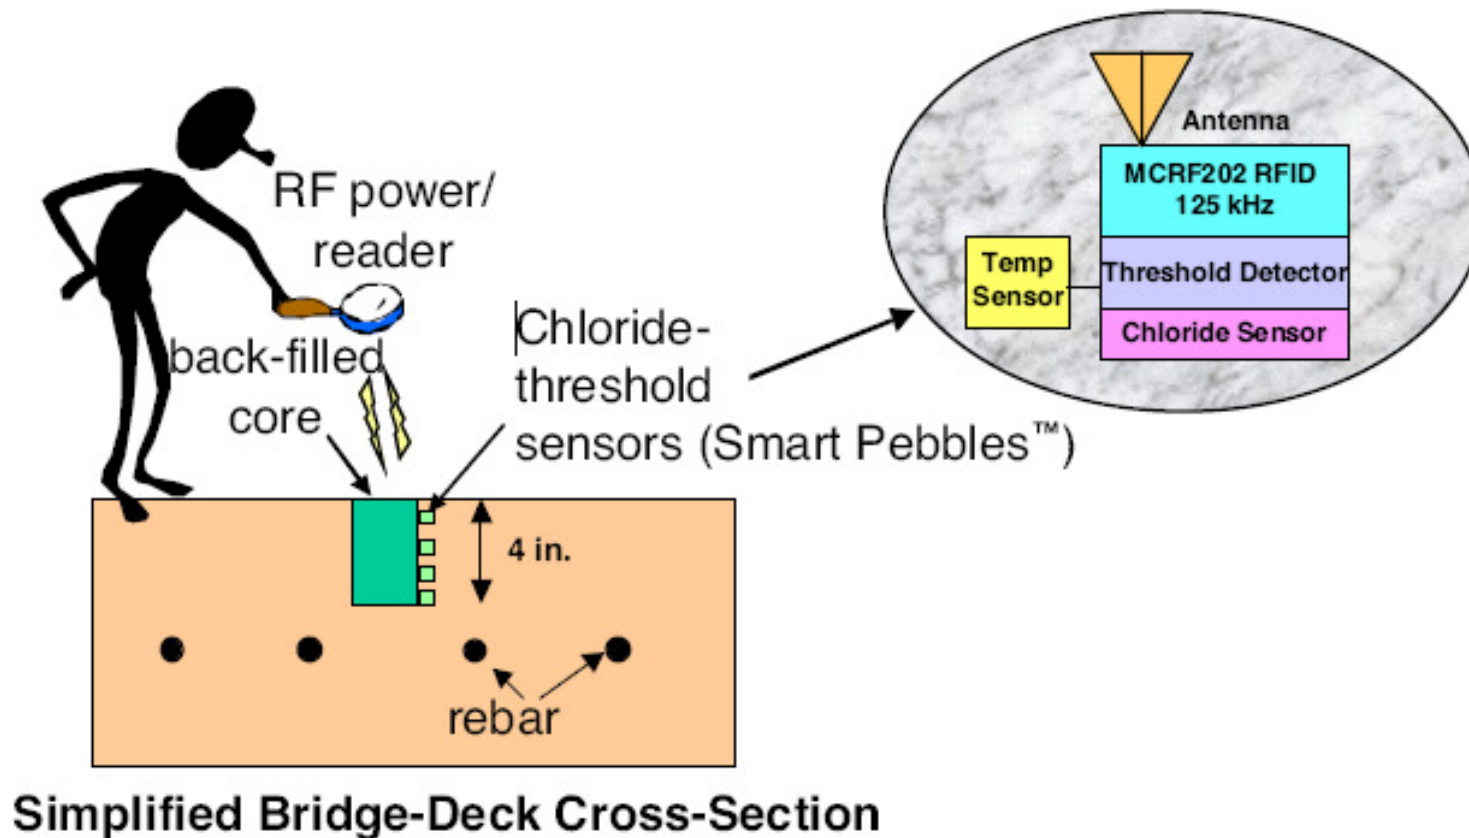 RF power/
reader
back-filled
core
Chloride-
threshold
sensors (Smart Pebbles™)
Antenna
MCRF202 RFID
125 kHz
Temp
Sensor
Threshold Detector
Chloride Sensor
4 in.
rebar
Simplified Bridge-Deck Cross-Section